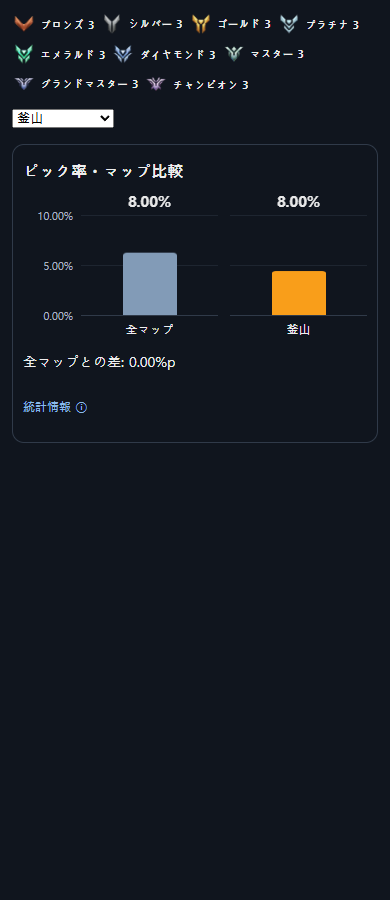 ブロンズ 3 シルバー 3 ゴールド 3 プラチナ 3
エメラルド 3 ダイヤモンド 3 マスター 3
グランドマスター 3 チャンピオン 3
釜山
ピック率・マップ比較
8.00% 8.00%
10.00%
5.00%
0.00%
全マップ 釜山
全マップとの差: 0.00%p
統計情報